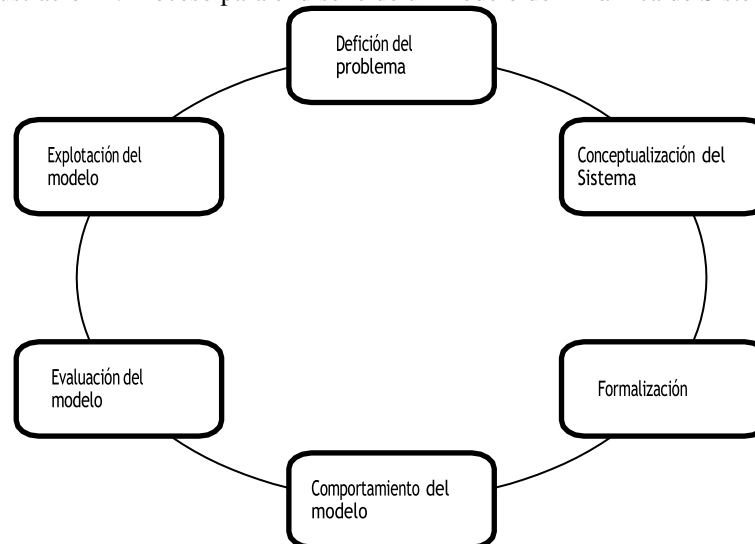 Defición del
problema
Conceptualización del
Sistema
Formalización
Comportamiento del
modelo
Evaluación del
modelo
Explotación del
modelo